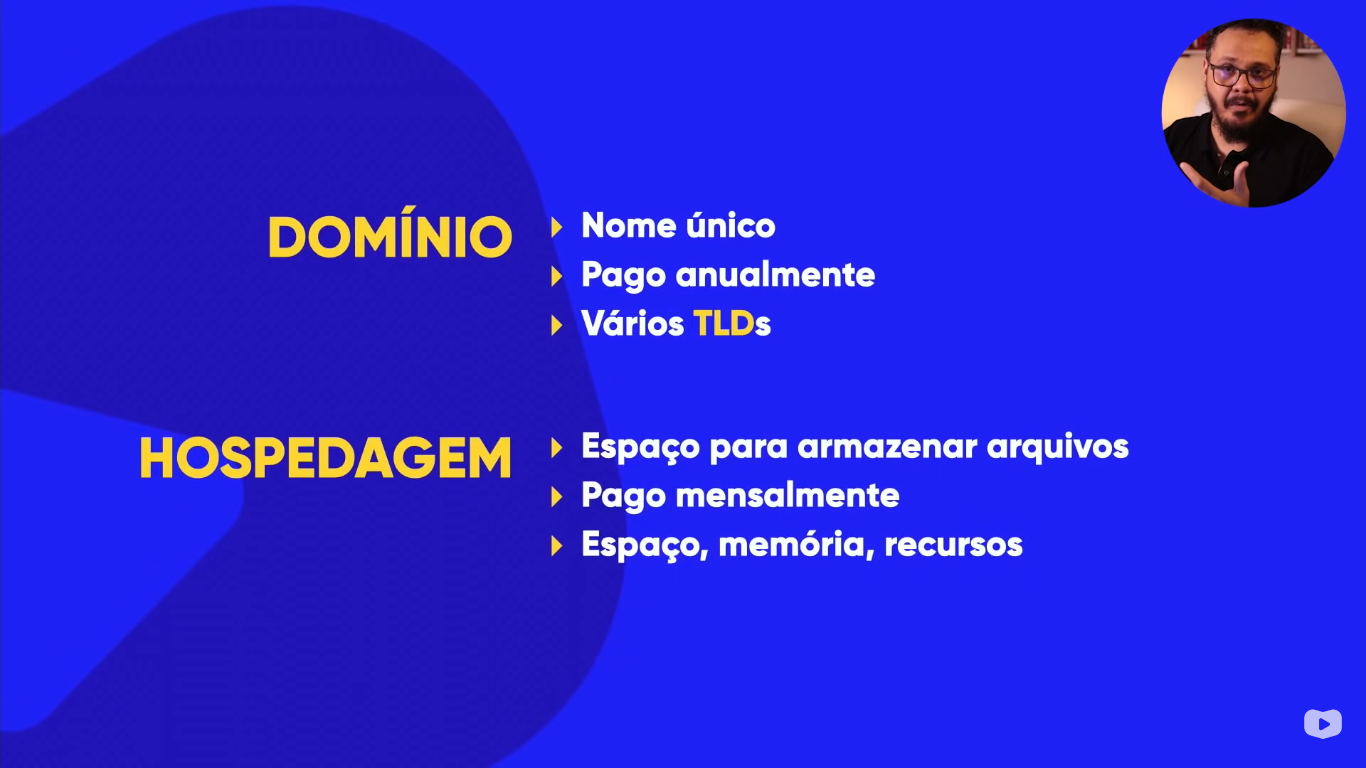 DOMÍNIO
Nome único
Pago anualmente
Vários TLDs
HOSPEDAGEM
Espaço para armazenar arquivos
Pago mensalmente
Espaço, memória, recursos